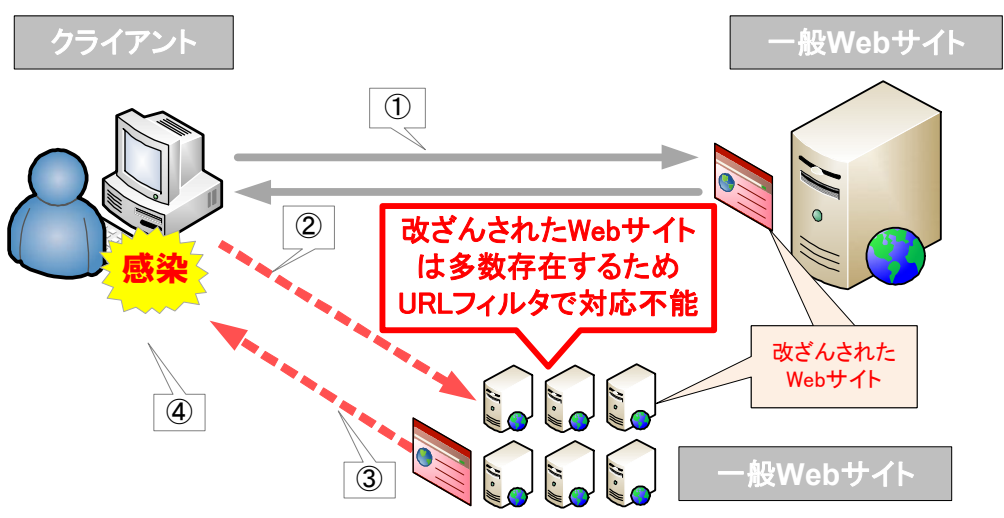 クライアント
一般Webサイト
①
②
改ざんされたWebサイト
は多数存在するため
URLフィルタで対応不能
感染
改ざんされた
Webサイト
④
③
一般Webサイト